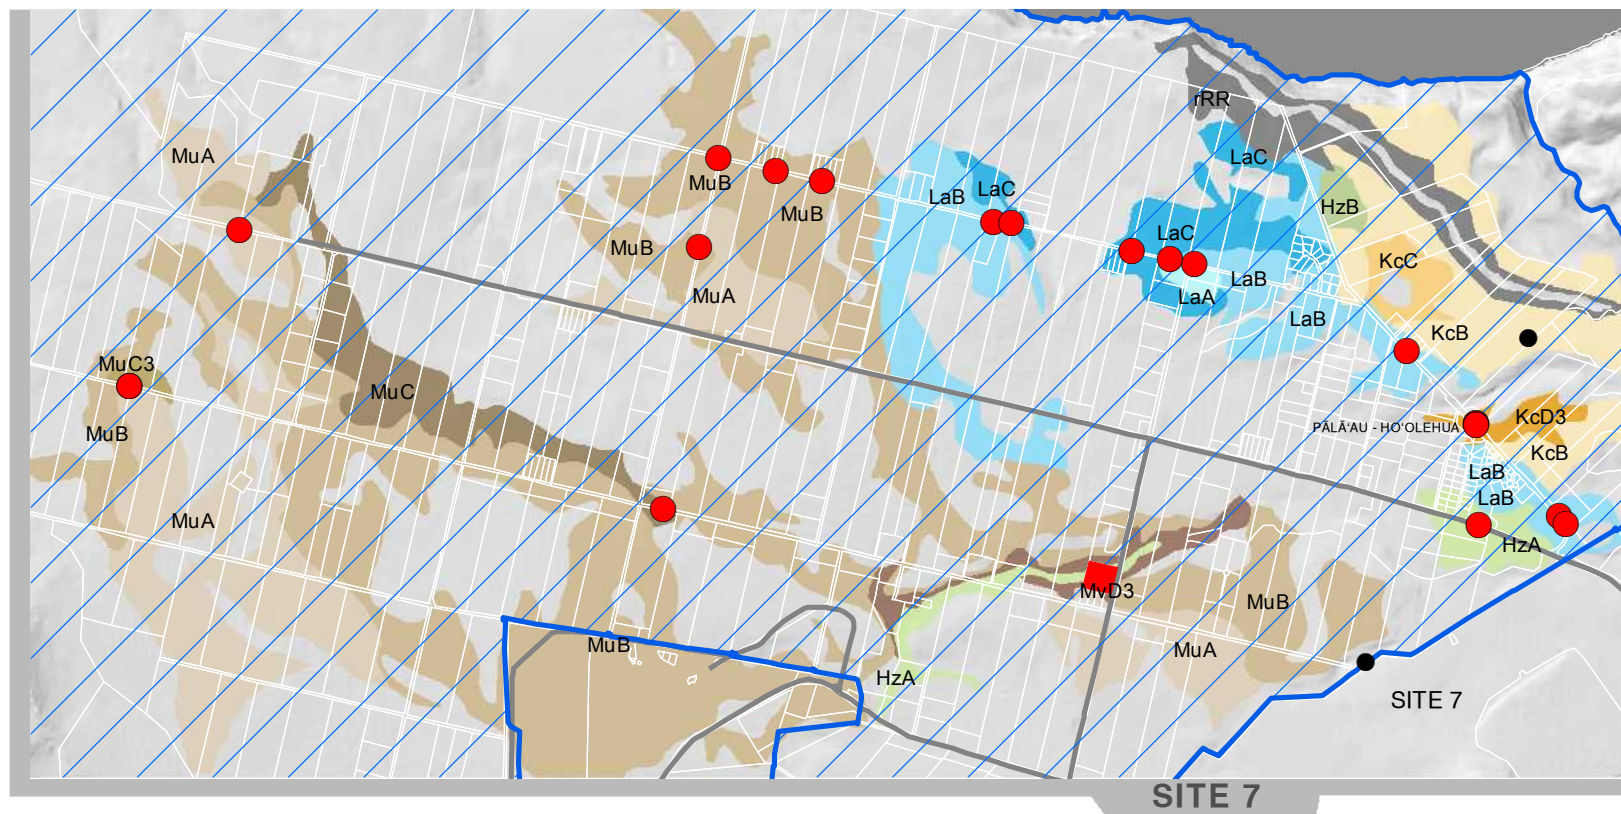 rRR
MuA
LaC
MuB
LaC
LaB
HzB
MuB
LaC
MuB
KcC
LaB
MuA
LaA
LaB
KcB
MuC3
MuC
KcD3
PĀLĀ‘AU - HO‘OLEHUA
MuB
KcB
LaB
LaB
MuA
HzA
MvD3
MuB
MuB
MuA
HzA
SITE 7
SITE 7